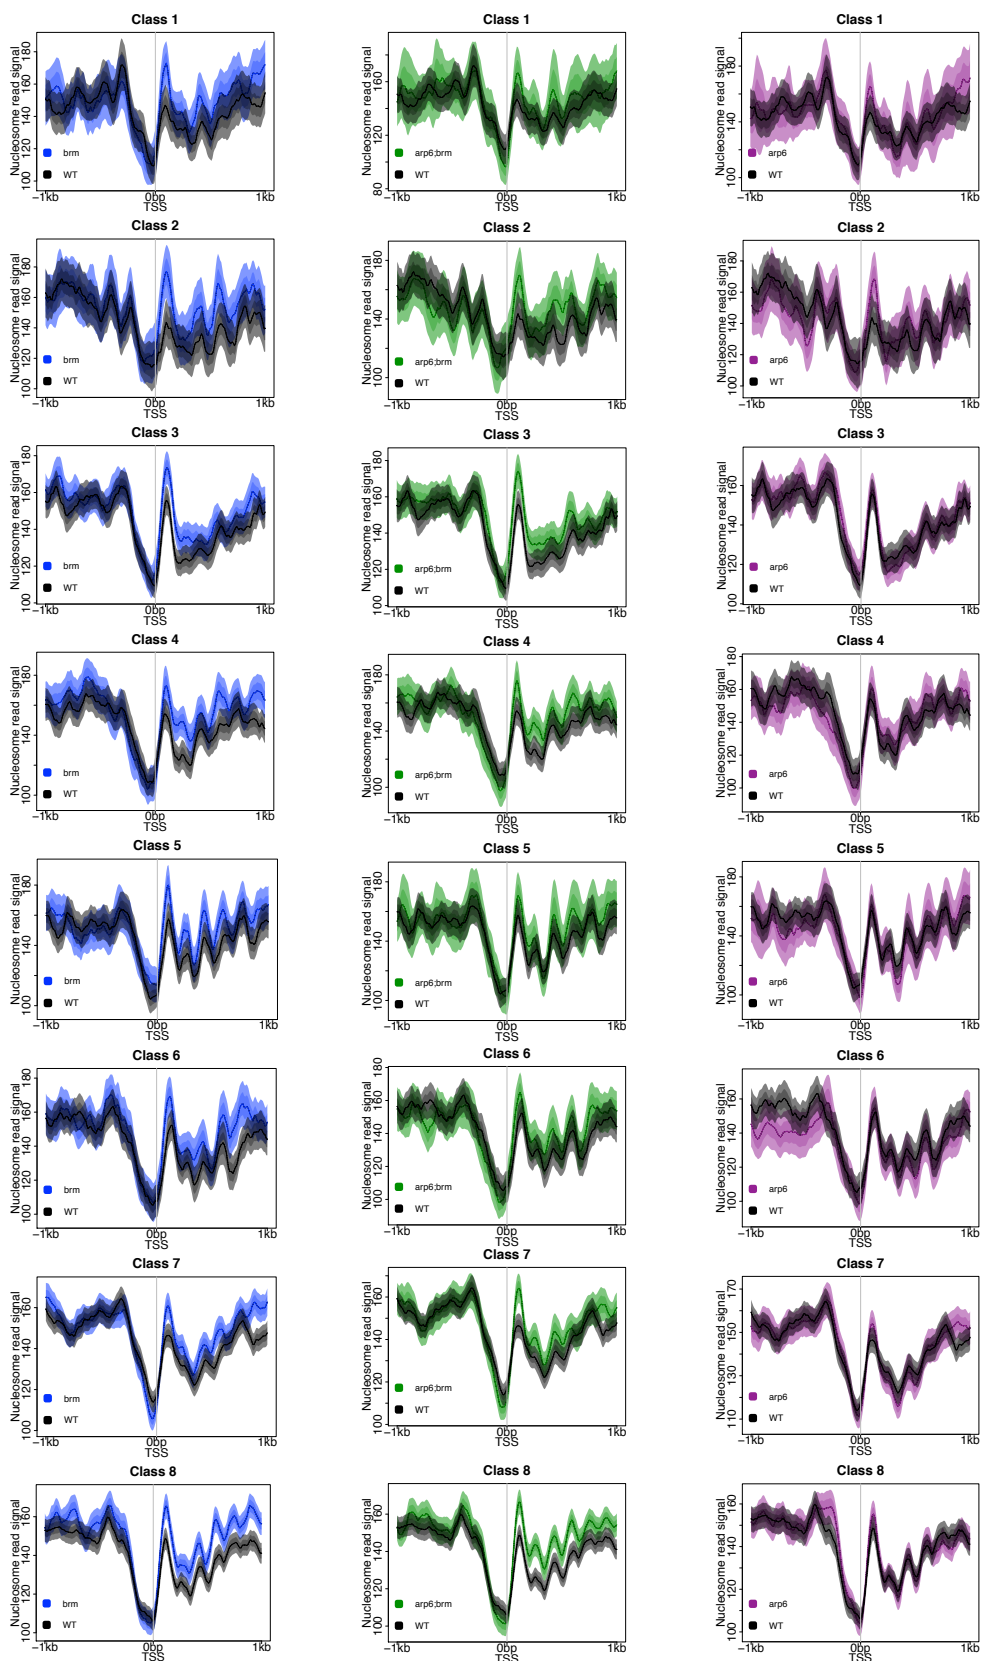 Class 1
Nucleosome read signal
180
160
140
100
brm
WT
−1kb 0bp 1kb
TSS
Class 1
Nucleosome read signal
160
120
80
arp6;brm
WT
−1kb 0bp 1kb
TSS
Class 1
Nucleosome read signal
180
140
100
arp6
WT
−1kb 0bp 1kb
TSS
Class 2
Nucleosome read signal
180
160
140
120
100
brm
WT
−1kb 0bp 1kb
TSS
Class 2
Nucleosome read signal
180
140
100
arp6;brm
WT
−1kb 0bp 1kb
TSS
Class 2
Nucleosome read signal
180
160
140
120
100
arp6
WT
−1kb 0bp 1kb
TSS
Class 3
Nucleosome read signal
180
160
140
120
100
brm
WT
−1kb 0bp 1kb
TSS
Class 3
Nucleosome read signal
180
160
140
120
100
arp6;brm
WT
−1kb 0bp 1kb
TSS
Class 3
Nucleosome read signal
160
140
120
100
arp6
WT
−1kb 0bp 1kb
TSS
Class 4
Nucleosome read signal
180
140
100
brm
WT
−1kb 0bp 1kb
TSS
Class 4
Nucleosome read signal
180
140
100
arp6;brm
WT
−1kb 0bp 1kb
TSS
Class 4
Nucleosome read signal
180
160
140
120
100
arp6
WT
−1kb 0bp 1kb
TSS
Class 5
Nucleosome read signal
180
140
100
brm
WT
−1kb 0bp 1kb
TSS
Class 5
Nucleosome read signal
180
140
100
arp6;brm
WT
−1kb 0bp 1kb
TSS
Class 5
Nucleosome read signal
180
140
100
arp6
WT
−1kb 0bp 1kb
TSS
Class 6
Nucleosome read signal
180
160
140
120
100
brm
WT
−1kb 0bp 1kb
TSS
Class 6
Nucleosome read signal
180
160
140
120
100
arp6;brm
WT
−1kb 0bp 1kb
TSS
Class 6
Nucleosome read signal
160
140
120
100
arp6
WT
−1kb 0bp 1kb
TSS
Class 7
Nucleosome read signal
160
140
120
100
brm
WT
−1kb 0bp 1kb
TSS
Class 7
Nucleosome read signal
160
140
120
100
arp6;brm
WT
−1kb 0bp 1kb
TSS
Class 7
Nucleosome read signal
170
150
130
110
arp6
WT
−1kb 0bp 1kb
TSS
Class 8
Nucleosome read signal
160
140
120
100
brm
WT
−1kb 0bp 1kb
TSS
Class 8
Nucleosome read signal
160
140
120
100
arp6;brm
WT
−1kb 0bp 1kb
TSS
Class 8
Nucleosome read signal
160
140
120
100
arp6
WT
−1kb 0bp 1kb
TSS